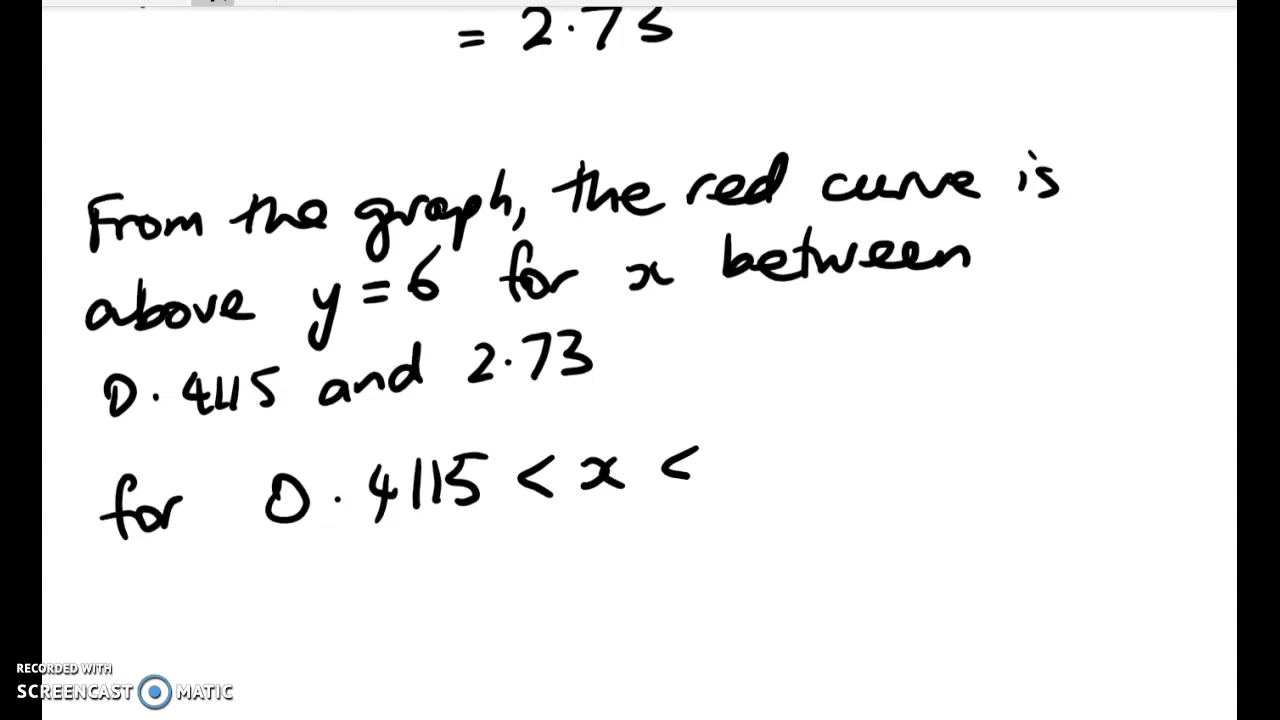 = 2.73
From the graph, the red curve is
above y = 6 for x between
0.4115 and 2.73
for 0.4115 < x <
RECORDED WITH
SCREENCAST MATIC